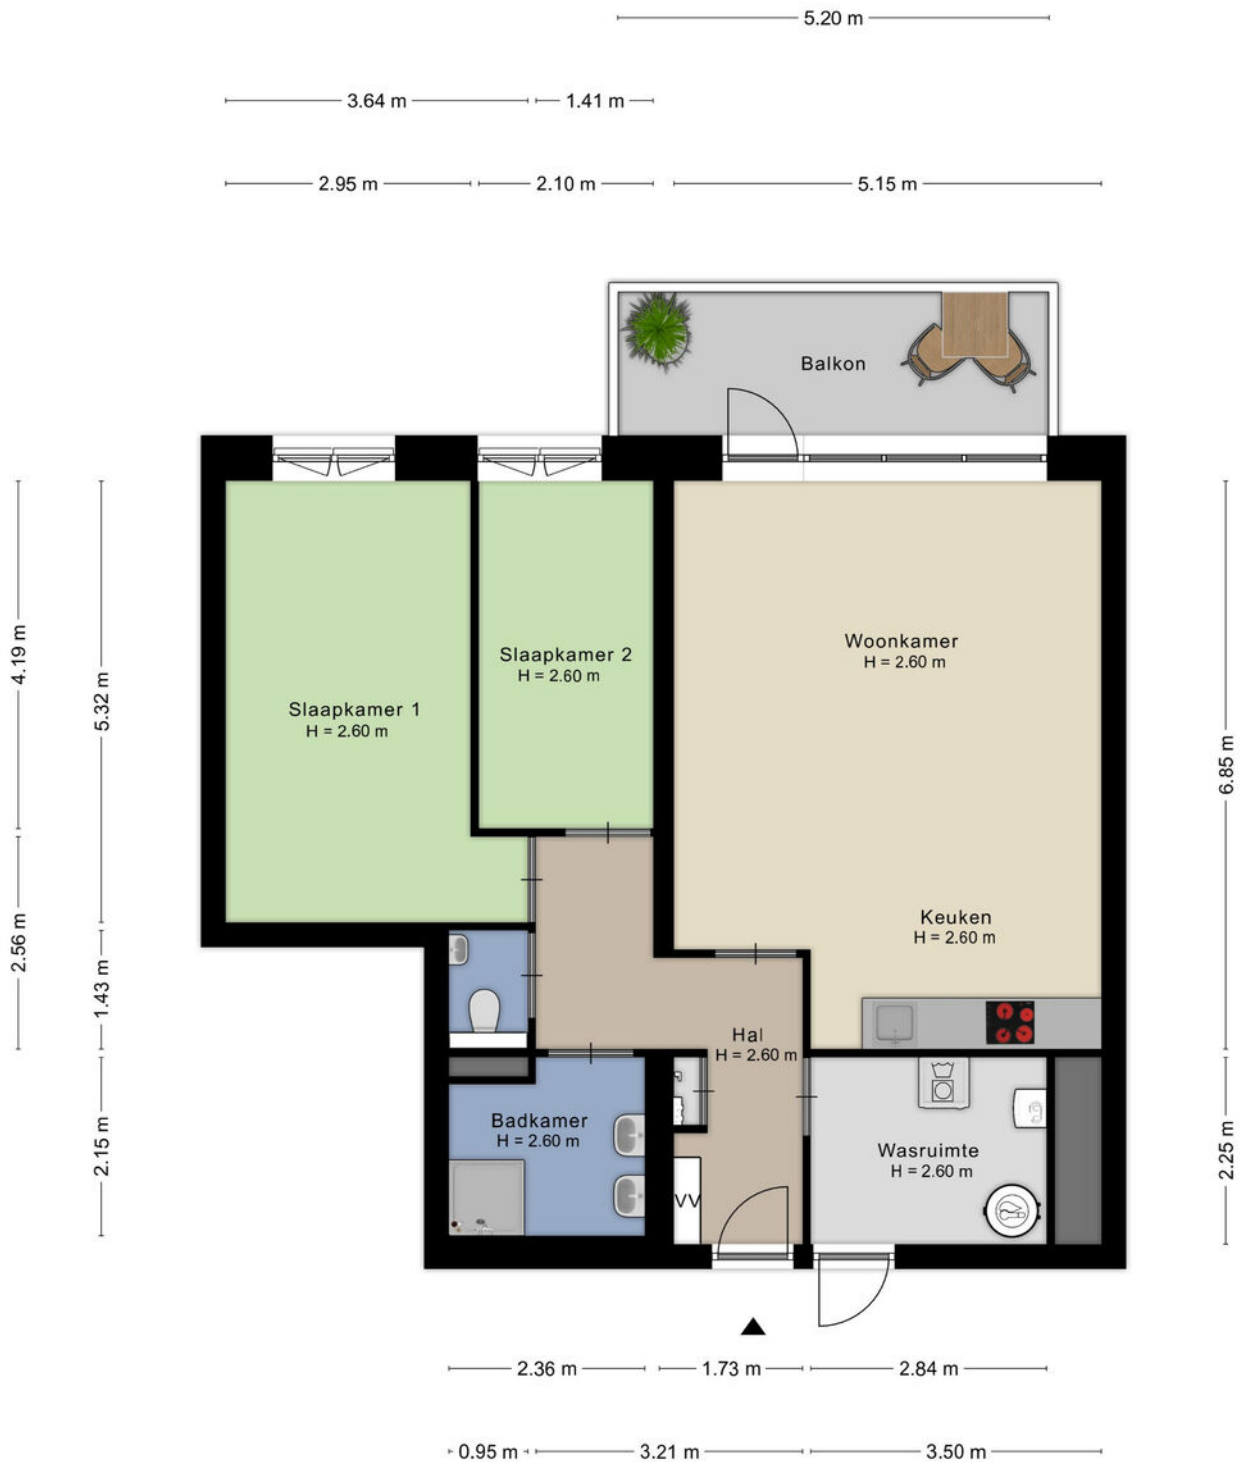 5.20 m
3.64 m
1.41 m
2.95 m
2.10 m
5.15 m
Balkon
Woonkamer
H = 2.60 m
Slaapkamer 2
H = 2.60 m
Slaapkamer 1
H = 2.60 m
4.19 m
5.32 m
6.85 m
Keuken
H = 2.60 m
2.56 m
1.43 m
Hal
H = 2.60 m
Badkamer
H = 2.60 m
Wasruimte
H = 2.60 m
2.15 m
2.25 m
2.36 m
1.73 m
2.84 m
0.95 m
3.21 m
3.50 m